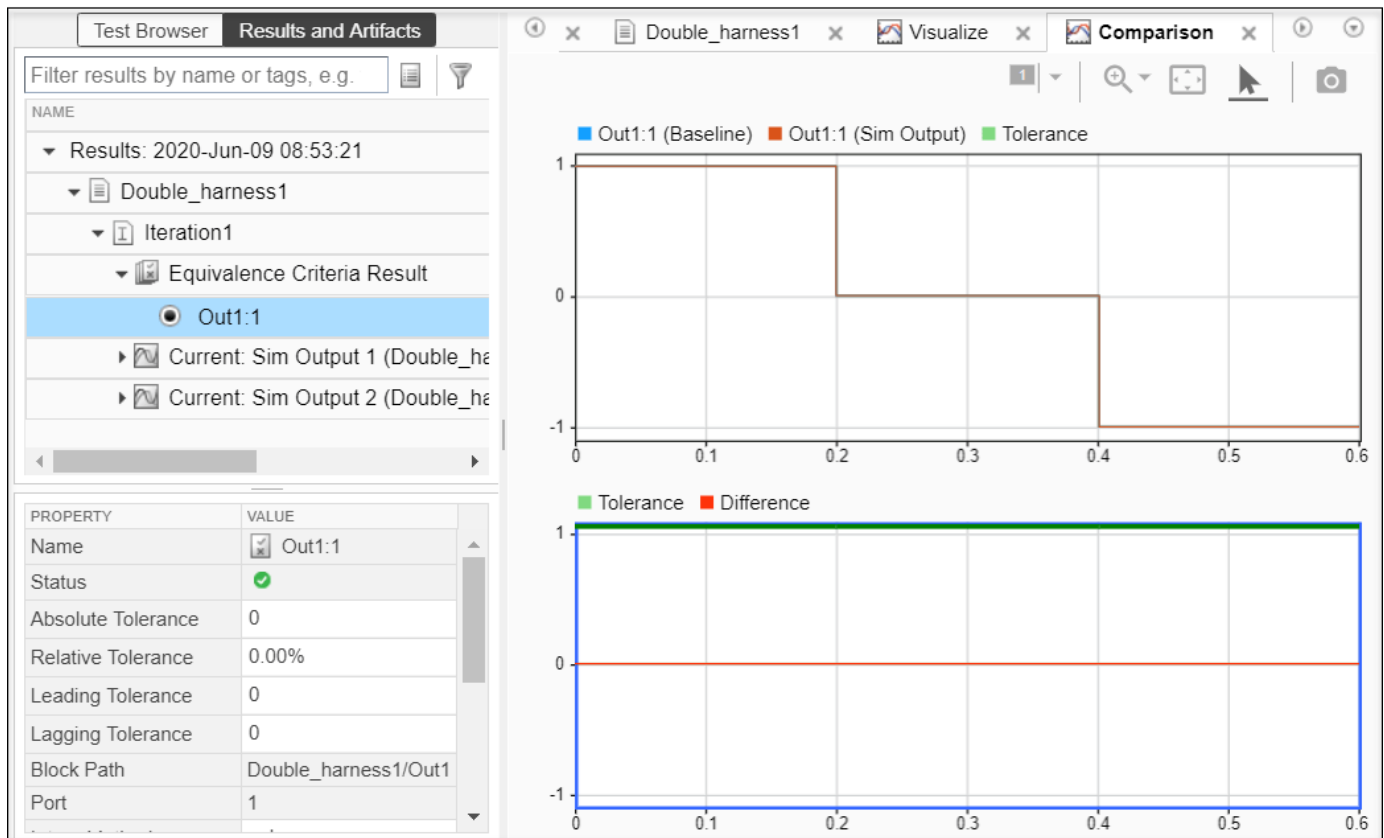 Test Browser Results and Artifacts
Filter results by name or tags, e.g.
NAME
Results: 2020-Jun-09 08:53:21
Double_harness1
Iteration1
Equivalence Criteria Result
Out1:1
Current: Sim Output 1 (Double_ha
Current: Sim Output 2 (Double_ha
PROPERTY VALUE
Name Out1:1
Status
Absolute Tolerance 0
Relative Tolerance 0.00%
Leading Tolerance 0
Lagging Tolerance 0
Block Path Double_harness1/Out1
Port 1
Double_harness1 Visualize Comparison
1
Out1:1 (Baseline) Out1:1 (Sim Output) Tolerance
1
0
-1
0 0.1 0.2 0.3 0.4 0.5 0.6
Tolerance Difference
1
0
-1
0 0.1 0.2 0.3 0.4 0.5 0.6